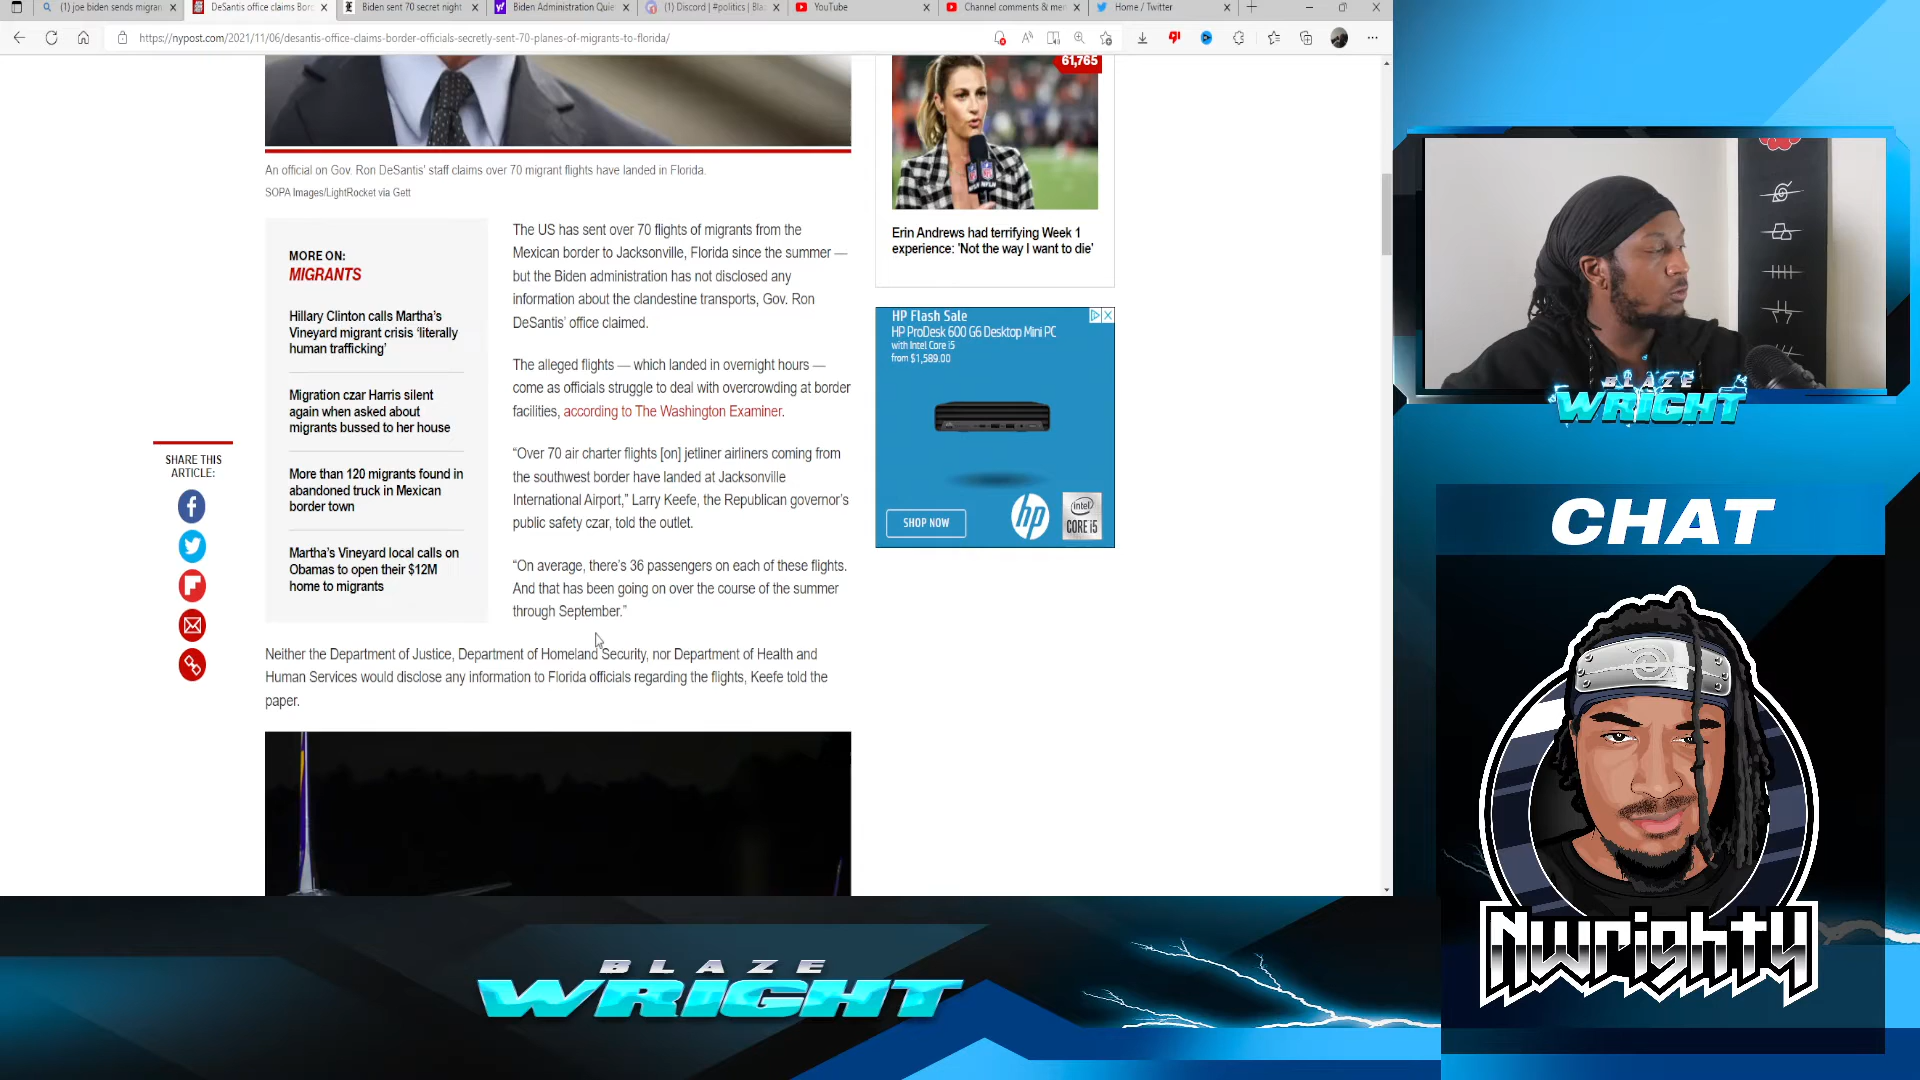 (1) joe biden sends migran
DeSantis office claims Bor
Biden sent 70 secret night
Biden Administration Quie
(1) Discord | #politics | Bla
YouTube
Channel comments & me
Home / Twitter
https://nypost.com/2021/11/06/desantis-office-claims-border-officials-secretly-sent-70-planes-of-migrants-to-florida/
An official on Gov. Ron DeSantis' staff claims over 70 migrant flights have landed in Florida.
SOPA Images/LightRocket via Gett
MORE ON:
MIGRANTS
Hillary Clinton calls Martha's
Vineyard migrant crisis 'literally
human trafficking'
Migration czar Harris silent
again when asked about
migrants bussed to her house
More than 120 migrants found in
abandoned truck in Mexican
border town
Martha's Vineyard local calls on
Obamas to open their $12M
home to migrants
SHARE THIS
ARTICLE:
The US has sent over 70 flights of migrants from the
Mexican border to Jacksonville, Florida since the summer —
but the Biden administration has not disclosed any
information about the clandestine transports, Gov. Ron
DeSantis' office claimed.
The alleged flights — which landed in overnight hours —
come as officials struggle to deal with overcrowding at border
facilities, according to The Washington Examiner.
“Over 70 air charter flights [on] jetliner airliners coming from
the southwest border have landed at Jacksonville
International Airport,” Larry Keefe, the Republican governor's
public safety czar, told the outlet.
“On average, there's 36 passengers on each of these flights.
And that has been going on over the course of the summer
through September.”
Neither the Department of Justice, Department of Homeland Security, nor Department of Health and
Human Services would disclose any information to Florida officials regarding the flights, Keefe told the
paper.
61,765
Erin Andrews had terrifying Week 1
experience: 'Not the way I want to die'
HP Flash Sale
HP ProDesk 600 G6 Desktop Mini PC
with Intel Core i5
from $1,589.00
SHOP NOW
hp
intel
CORE i5
BLAZE
WRIGHT
CHAT
Nwrighty
BLAZE
WRIGHT